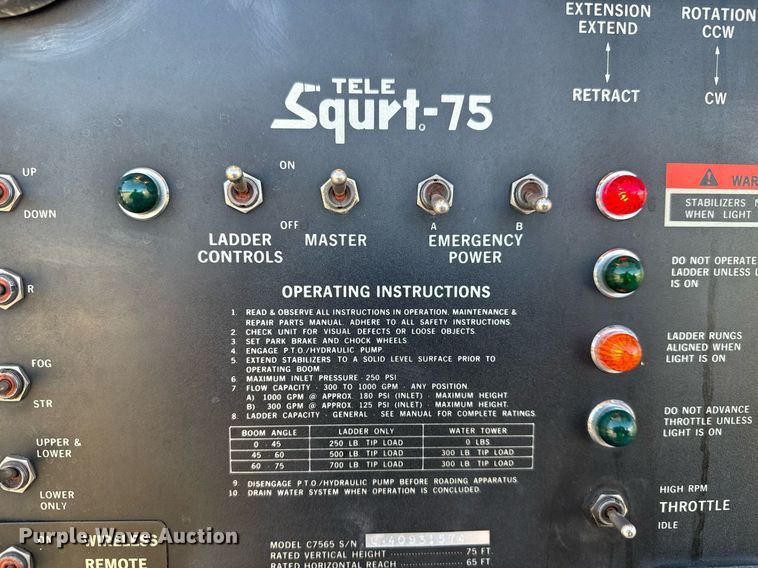 EXTENSION
EXTEND
RETRACT
ROTATION
CCW
CW
TELE
Squrt-75
UP
DOWN
ON
OFF
LADDER
CONTROLS
MASTER
A
B
EMERGENCY
POWER
WAR
STABILIZERS N
WHEN LIGHT
R
DO NOT OPERATE
LADDER UNLESS L
IS ON
OPERATING INSTRUCTIONS
1. READ & OBSERVE ALL INSTRUCTIONS IN OPERATION, MAINTENANCE &
REPAIR PARTS MANUAL. ADHERE TO ALL SAFETY INSTRUCTIONS.
2. CHECK UNIT FOR VISUAL DEFECTS OR LOOSE OBJECTS.
3. SET PARK BRAKE AND CHOCK WHEELS.
4. ENGAGE P.T.O./HYDRAULIC PUMP
5. EXTEND STABILIZERS TO A SOLID LEVEL SURFACE PRIOR TO
OPERATING BOOM.
6. MAXIMUM INLET PRESSURE - 250 PSI
7. FLOW CAPACITY - 300 TO 1000 GPM - ANY POSITION.
A) 1000 GPM @ APPROX. 180 PSI (INLET) - MAXIMUM HEIGHT
B) 300 GPM @ APPROX. 125 PSI (INLET) - MAXIMUM HEIGHT.
8. LADDER CAPACITY - GENERAL - SEE MANUAL FOR COMPLETE RATINGS.
BOOM ANGLE LADDER ONLY WATER TOWER
0 - 45 250 LB TIP LOAD 0 LBS
45 - 60 500 LB TIP LOAD 300 LB TIP LOAD
60 - 75 700 LB TIP LOAD 300 LB TIP LOAD
9. DISENGAGE P.T.O./HYDRAULIC PUMP BEFORE ROADING APPARATUS.
10. DRAIN WATER SYSTEM WHEN OPERATION IS CONCLUDED.
LADDER RUNGS
ALIGNED WHEN
LIGHT IS ON
FOG
STR
DO NOT ADVANCE
THROTTLE UNLESS
LIGHT IS ON
UPPER &
LOWER
LOWER
ONLY
HIGH RPM
THROTTLE
IDLE
WIRELESS
REMOTE
Purple Wave Auction
Purple Wave Auction
MODEL C7565 S/N
RATED VERTICAL HEIGHT 75 FT.
RATED HORIZONTAL REACH 65 FT.